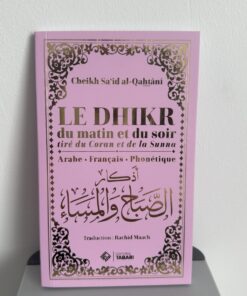 Cheikh Sa'îd al-Qahtânî
LE DHIKR
du matin et du soir
tiré du Coran et de la Sunna
Arabe • Français • Phonétique
أذكار
الصباح والمساء
Traduction : Rachid Maach
TABARI